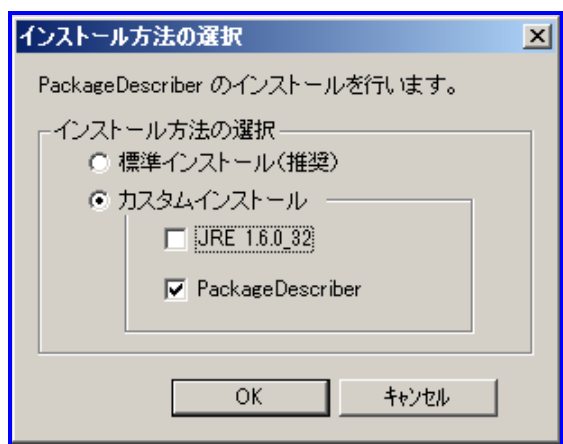 インストール方法の選択
PackageDescriber のインストールを行います。
インストール方法の選択
標準インストール(推奨)
カスタムインストール
JRE 1.6.0_32
PackageDescriber
OK
ｷｬﾝｾﾙ